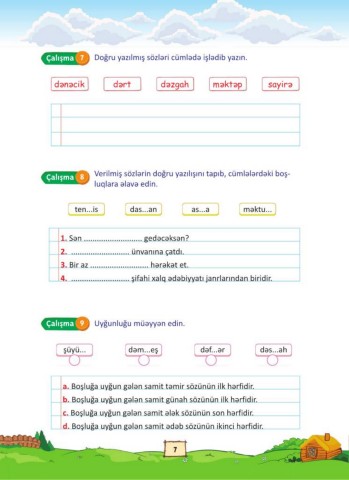 Çalışma 7 Doğru yazılmış sözləri cümlədə işlədib yazın.
dənəcik dərt dəzgah məktəp sayirə
Çalışma 8 Verilmiş sözlərin doğru yazılışını tapıb, cümlələrdəki boş-
luqlara əlavə edin.
ten...is das...an as...a məktu...
1. Sən ............................ gedəcəksən?
2. ............................ ünvanına çatdı.
3. Bir az ............................ hərəkət et.
4. ............................ şifahi xalq ədəbiyyatı janrlarından biridir.
Çalışma 9 Uyğunluğu müəyyən edin.
şüyü... dəm...eş dəf...ər dəs...ah
a. Boşluğa uyğun gələn samit təmir sözünün ilk hərfidir.
b. Boşluğa uyğun gələn samit günah sözünün ilk hərfidir.
c. Boşluğa uyğun gələn samit ələk sözünün son hərfidir.
d. Boşluğa uyğun gələn samit ədəb sözünün ikinci hərfidir.
7